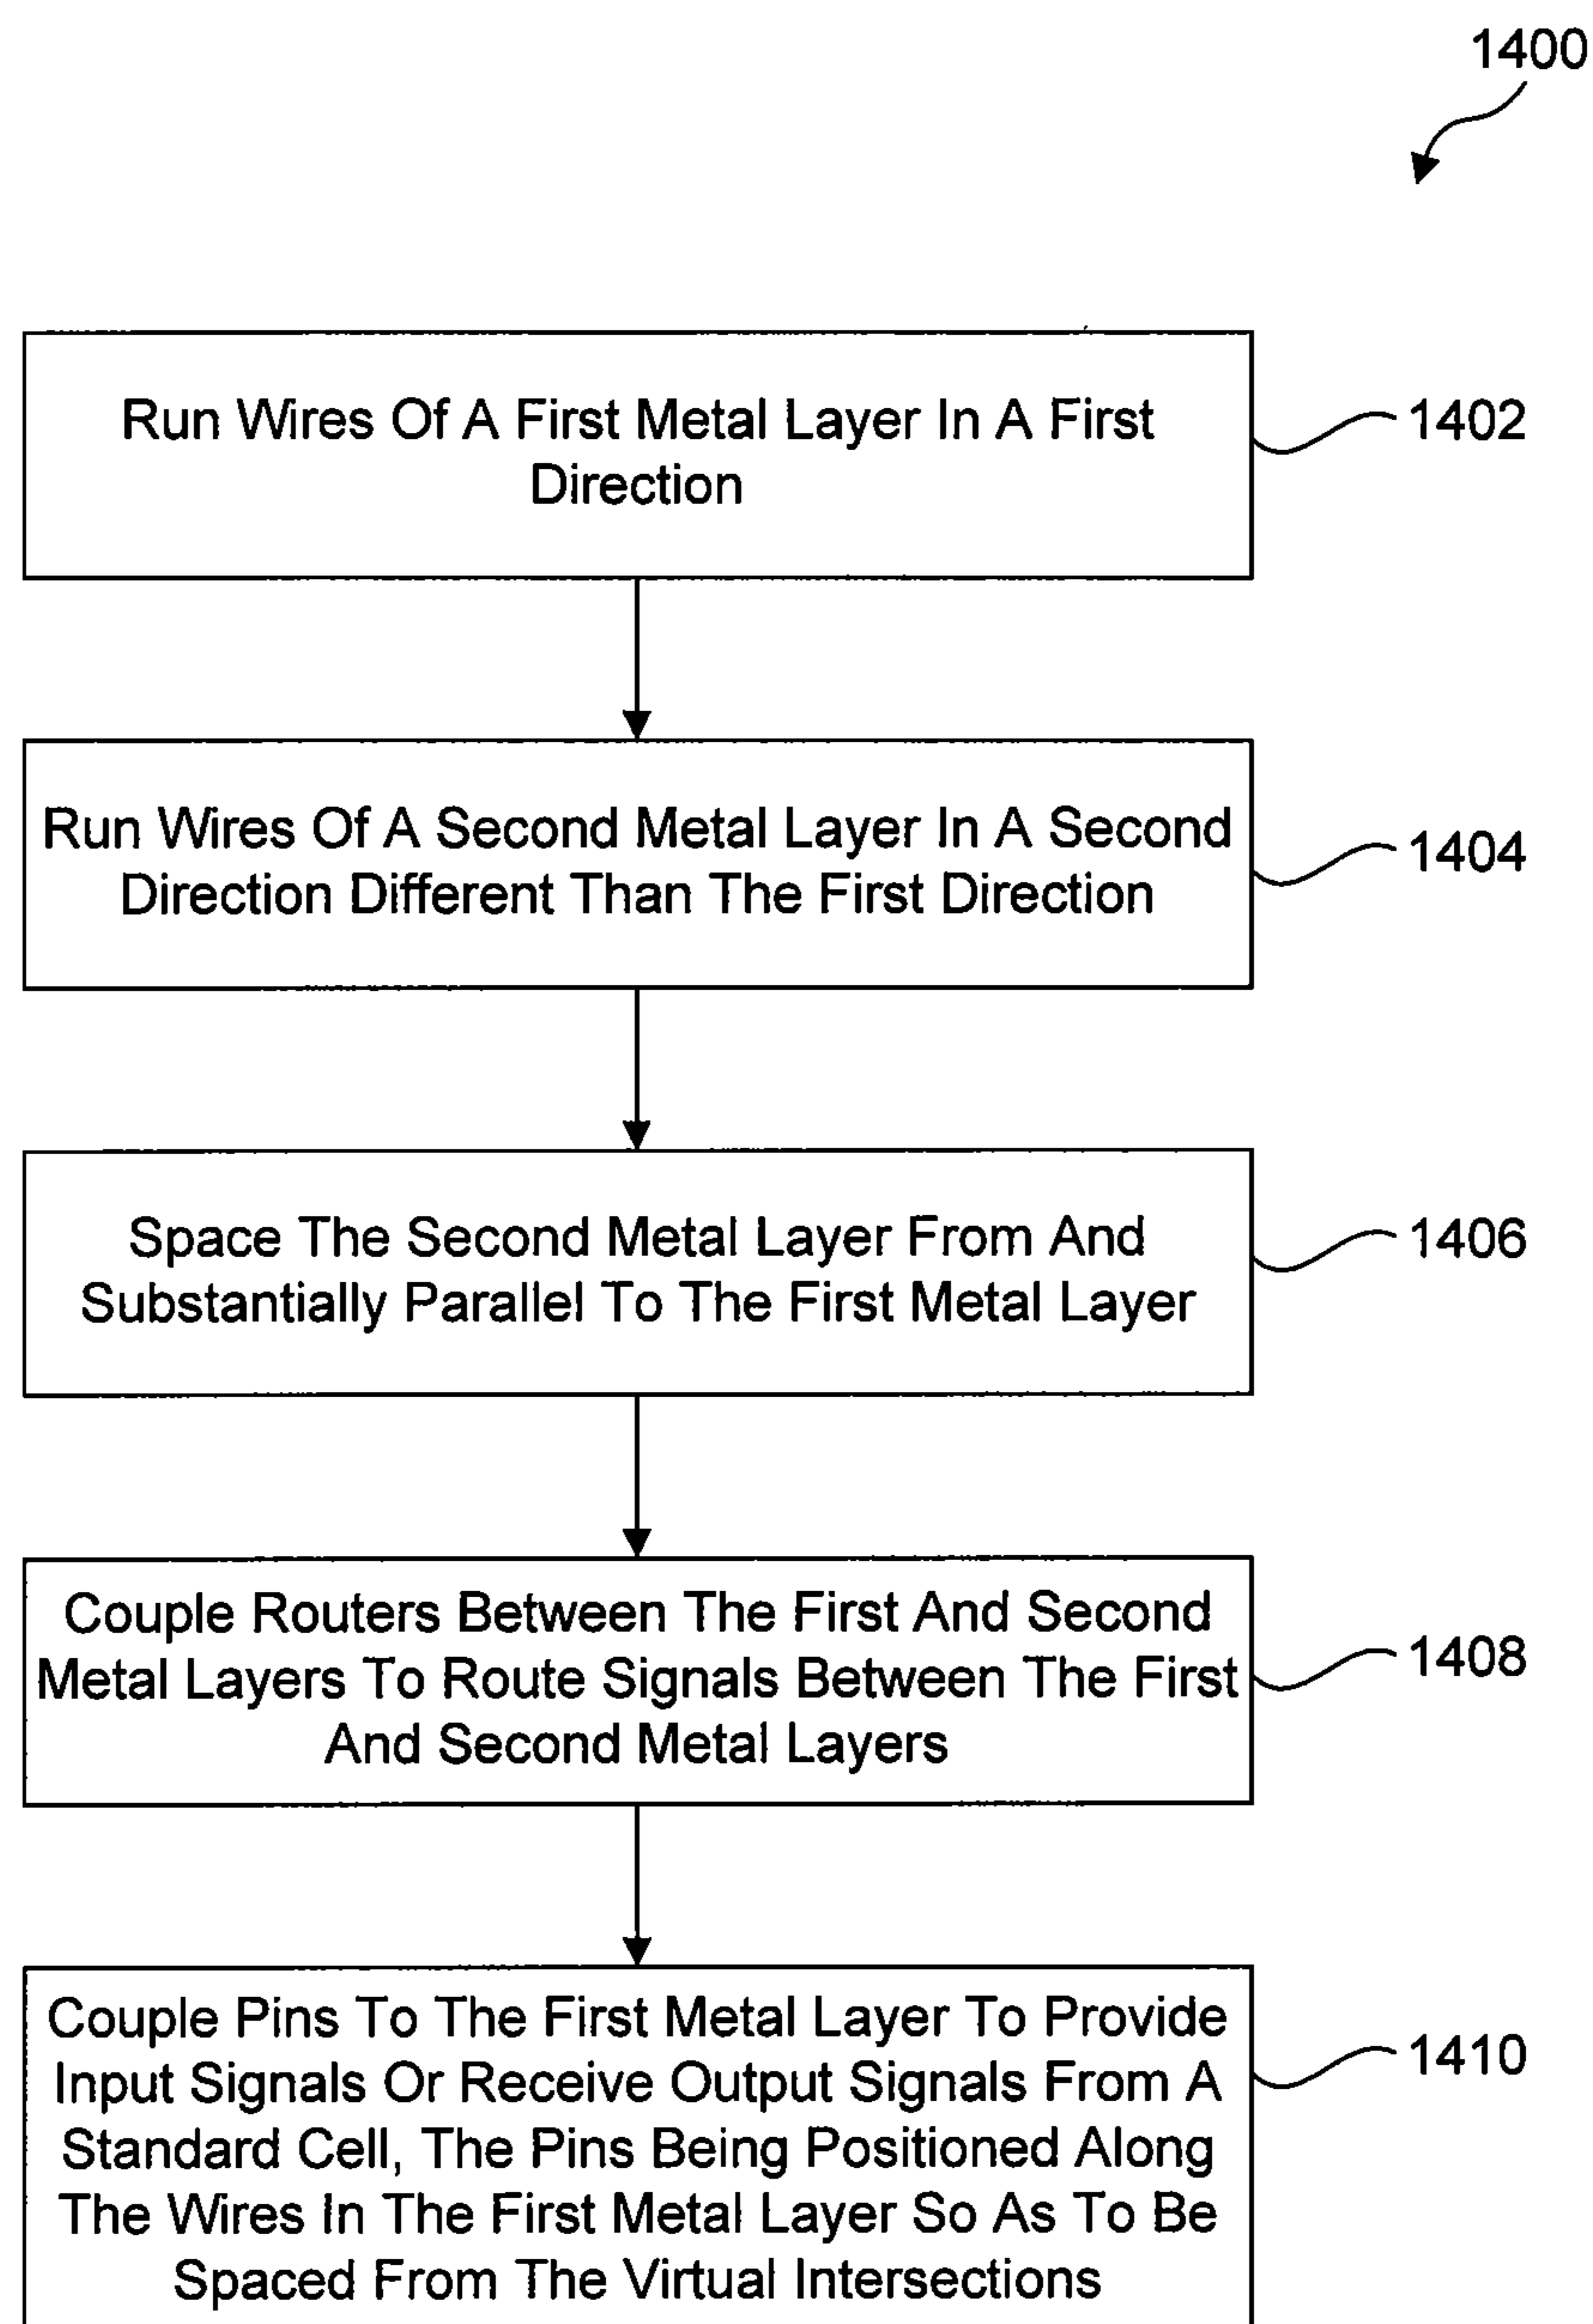 1400
Run Wires Of A First Metal Layer In A First
Direction
1402
Run Wires Of A Second Metal Layer In A Second
Direction Different Than The First Direction
1404
Space The Second Metal Layer From And
Substantially Parallel To The First Metal Layer
1406
Couple Routers Between The First And Second
Metal Layers To Route Signals Between The First
And Second Metal Layers
1408
Couple Pins To The First Metal Layer To Provide
Input Signals Or Receive Output Signals From A
Standard Cell, The Pins Being Positioned Along
The Wires In The First Metal Layer So As To Be
Spaced From The Virtual Intersections
1410